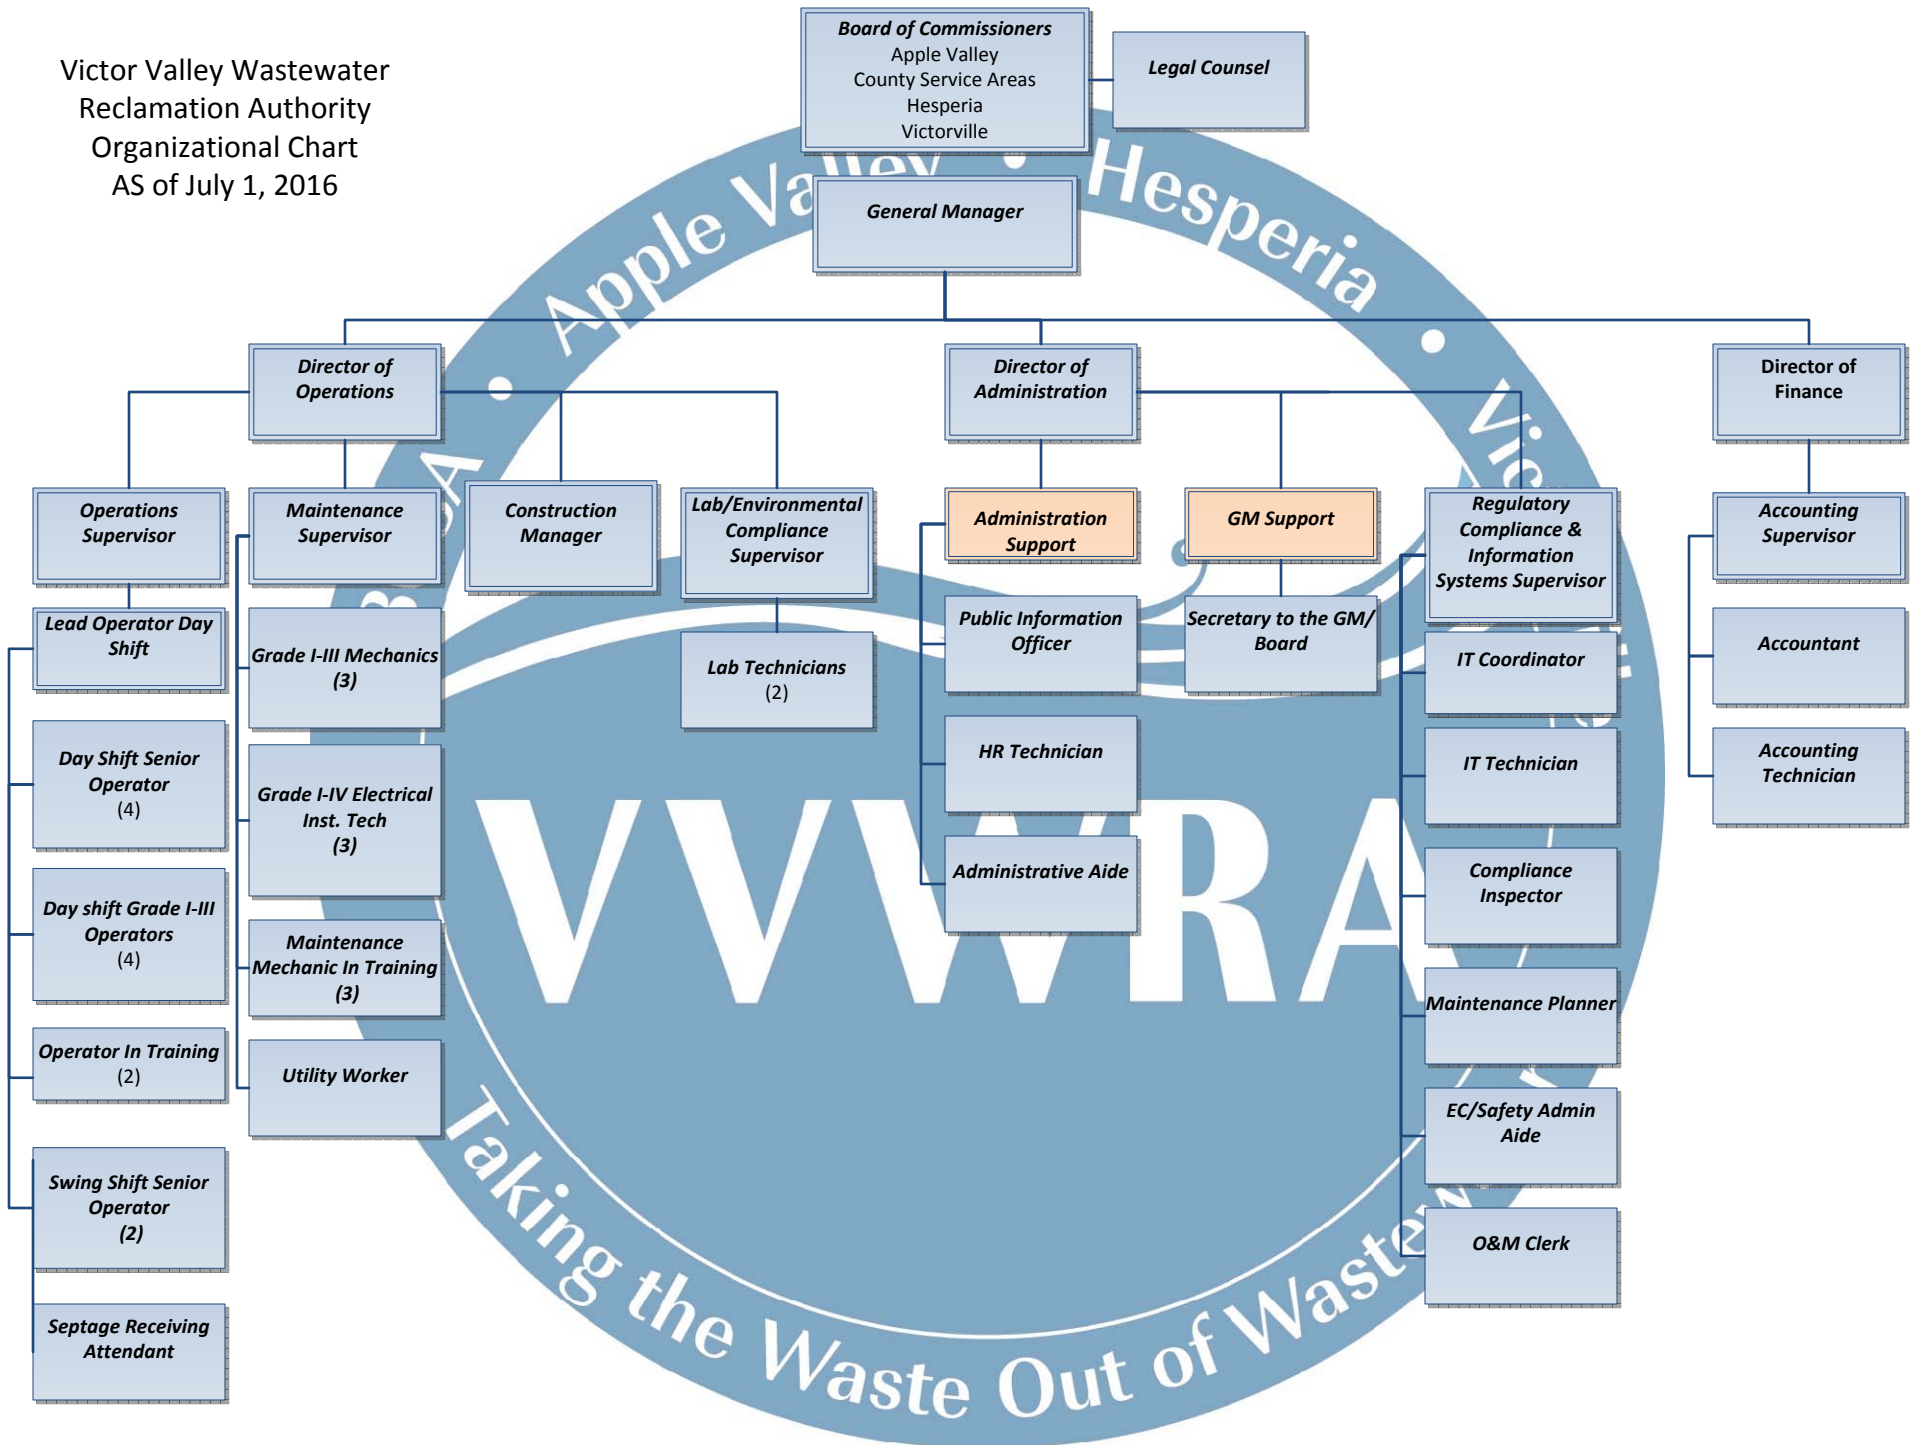 Victor Valley Wastewater
Reclamation Authority
Organizational Chart
AS of July 1, 2016
Board of Commissioners
Apple Valley
County Service Areas
Hesperia
Victorville
Legal Counsel
General Manager
Director of
Operations
Director of
Administration
Director of
Finance
Operations
Supervisor
Maintenance
Supervisor
Construction
Manager
Lab/Environmental
Compliance
Supervisor
Administration
Support
GM Support
Regulatory
Compliance &
Information
Systems Supervisor
Accounting
Supervisor
Lead Operator Day
Shift
Grade I-III Mechanics
(3)
Lab Technicians
(2)
Public Information
Officer
Secretary to the GM/
Board
IT Coordinator
Accountant
Day Shift Senior
Operator
(4)
Grade I-IV Electrical
Inst. Tech
(3)
HR Technician
IT Technician
Accounting
Technician
Day shift Grade I-III
Operators
(4)
Maintenance
Mechanic In Training
(3)
Administrative Aide
Compliance
Inspector
Operator In Training
(2)
Utility Worker
Maintenance Planner
Swing Shift Senior
Operator
(2)
EC/Safety Admin
Aide
Septage Receiving
Attendant
O&M Clerk
Apple Valley • Hesperia •
VVWRA
Taking the Waste Out of